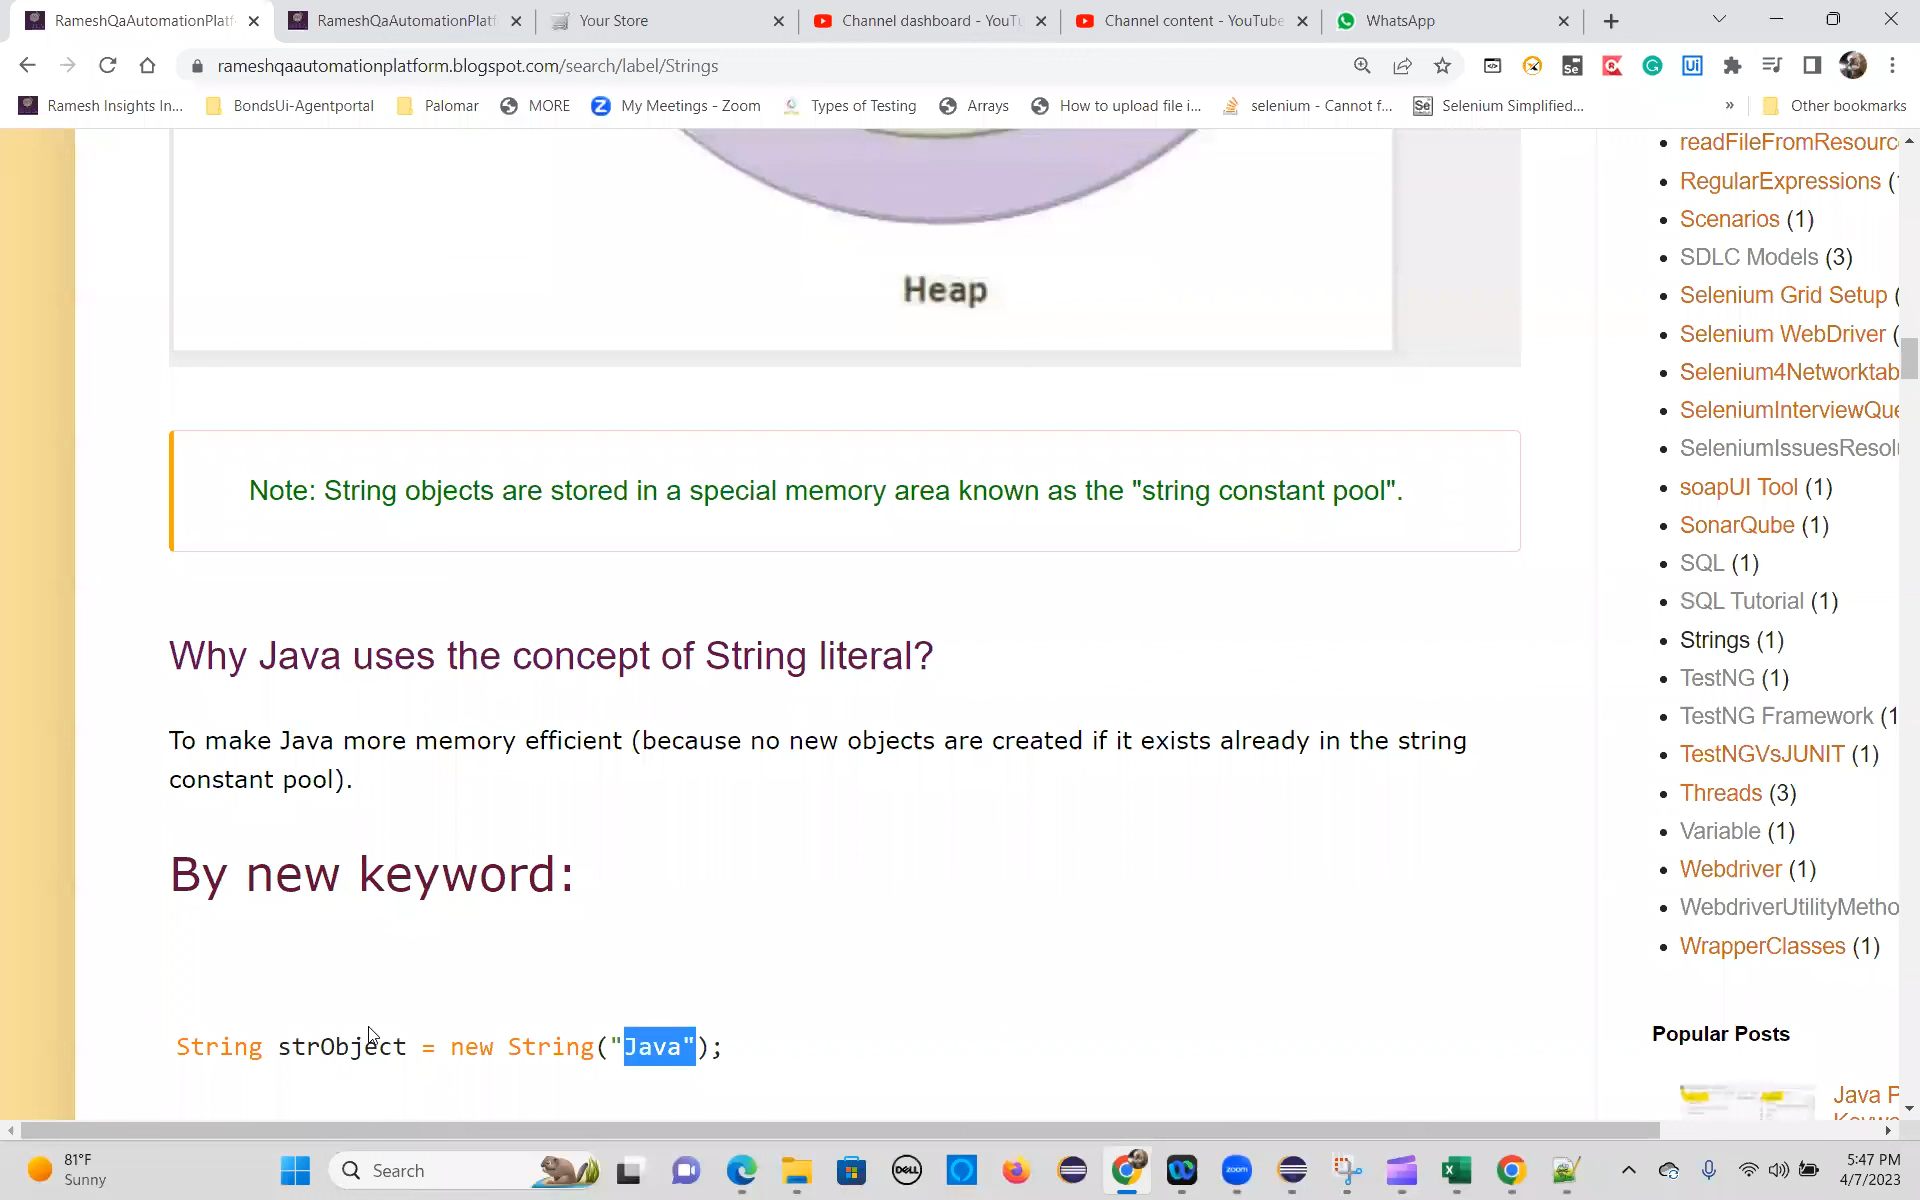 RameshQaAutomationPlatf
RameshQaAutomationPlatf
Your Store
Channel dashboard - YouTu
Channel content - YouTube
WhatsApp
rameshqaautomationplatform.blogspot.com/search/label/Strings
Ramesh Insights In...
BondsUi-Agentportal
Palomar
MORE
My Meetings - Zoom
Types of Testing
Arrays
How to upload file i...
selenium - Cannot f...
Selenium Simplified...
»
Other bookmarks
Heap
Note: String objects are stored in a special memory area known as the "string constant pool".
Why Java uses the concept of String literal?
To make Java more memory efficient (because no new objects are created if it exists already in the string
constant pool).
By new keyword:
String strObject = new String("Java");
readFileFromResourc
RegularExpressions (1
Scenarios (1)
SDLC Models (3)
Selenium Grid Setup (
Selenium WebDriver (
Selenium4Networktab
SeleniumInterviewQue
SeleniumIssuesResol
soapUI Tool (1)
SonarQube (1)
SQL (1)
SQL Tutorial (1)
Strings (1)
TestNG (1)
TestNG Framework (1
TestNGVsJUNIT (1)
Threads (3)
Variable (1)
Webdriver (1)
WebdriverUtilityMetho
WrapperClasses (1)
Popular Posts
Java P
81°F
Sunny
Search
DELL
zoom
5:47 PM
4/7/2023